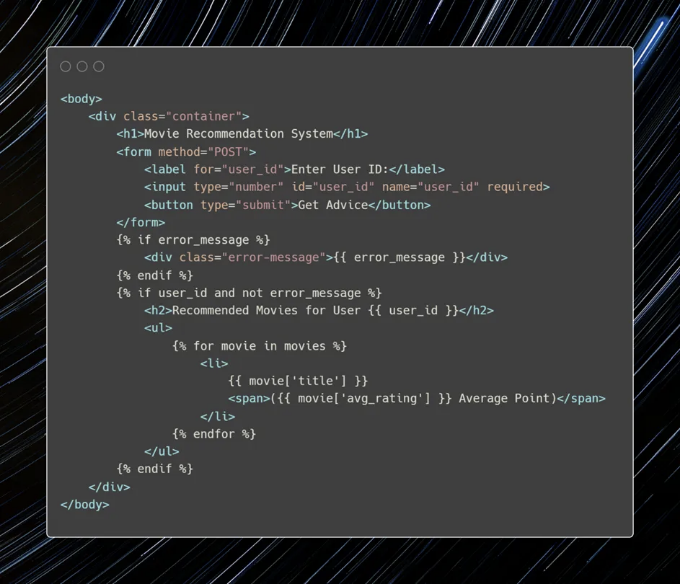 <body>
    <div class="container">
        <h1>Movie Recommendation System</h1>
        <form method="POST">
            <label for="user_id">Enter User ID:</label>
            <input type="number" id="user_id" name="user_id" required>
            <button type="submit">Get Advice</button>
        </form>
        {% if error_message %}
            <div class="error-message">{{ error_message }}</div>
        {% endif %}
        {% if user_id and not error_message %}
            <h2>Recommended Movies for User {{ user_id }}</h2>
            <ul>
                {% for movie in movies %}
                    <li>
                        {{ movie['title'] }}
                        <span>({{ movie['avg_rating'] }} Average Point)</span>
                    </li>
                {% endfor %}
            </ul>
        {% endif %}
    </div>
</body>